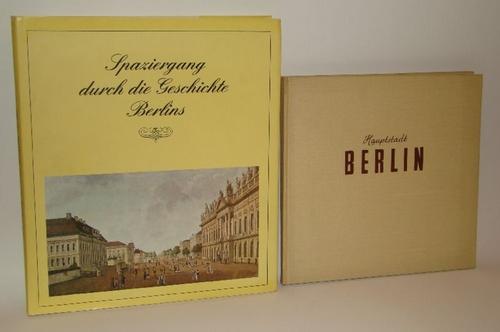 Spaziergang
durch die Geschichte
Berlins
Hauptstadt
BERLIN